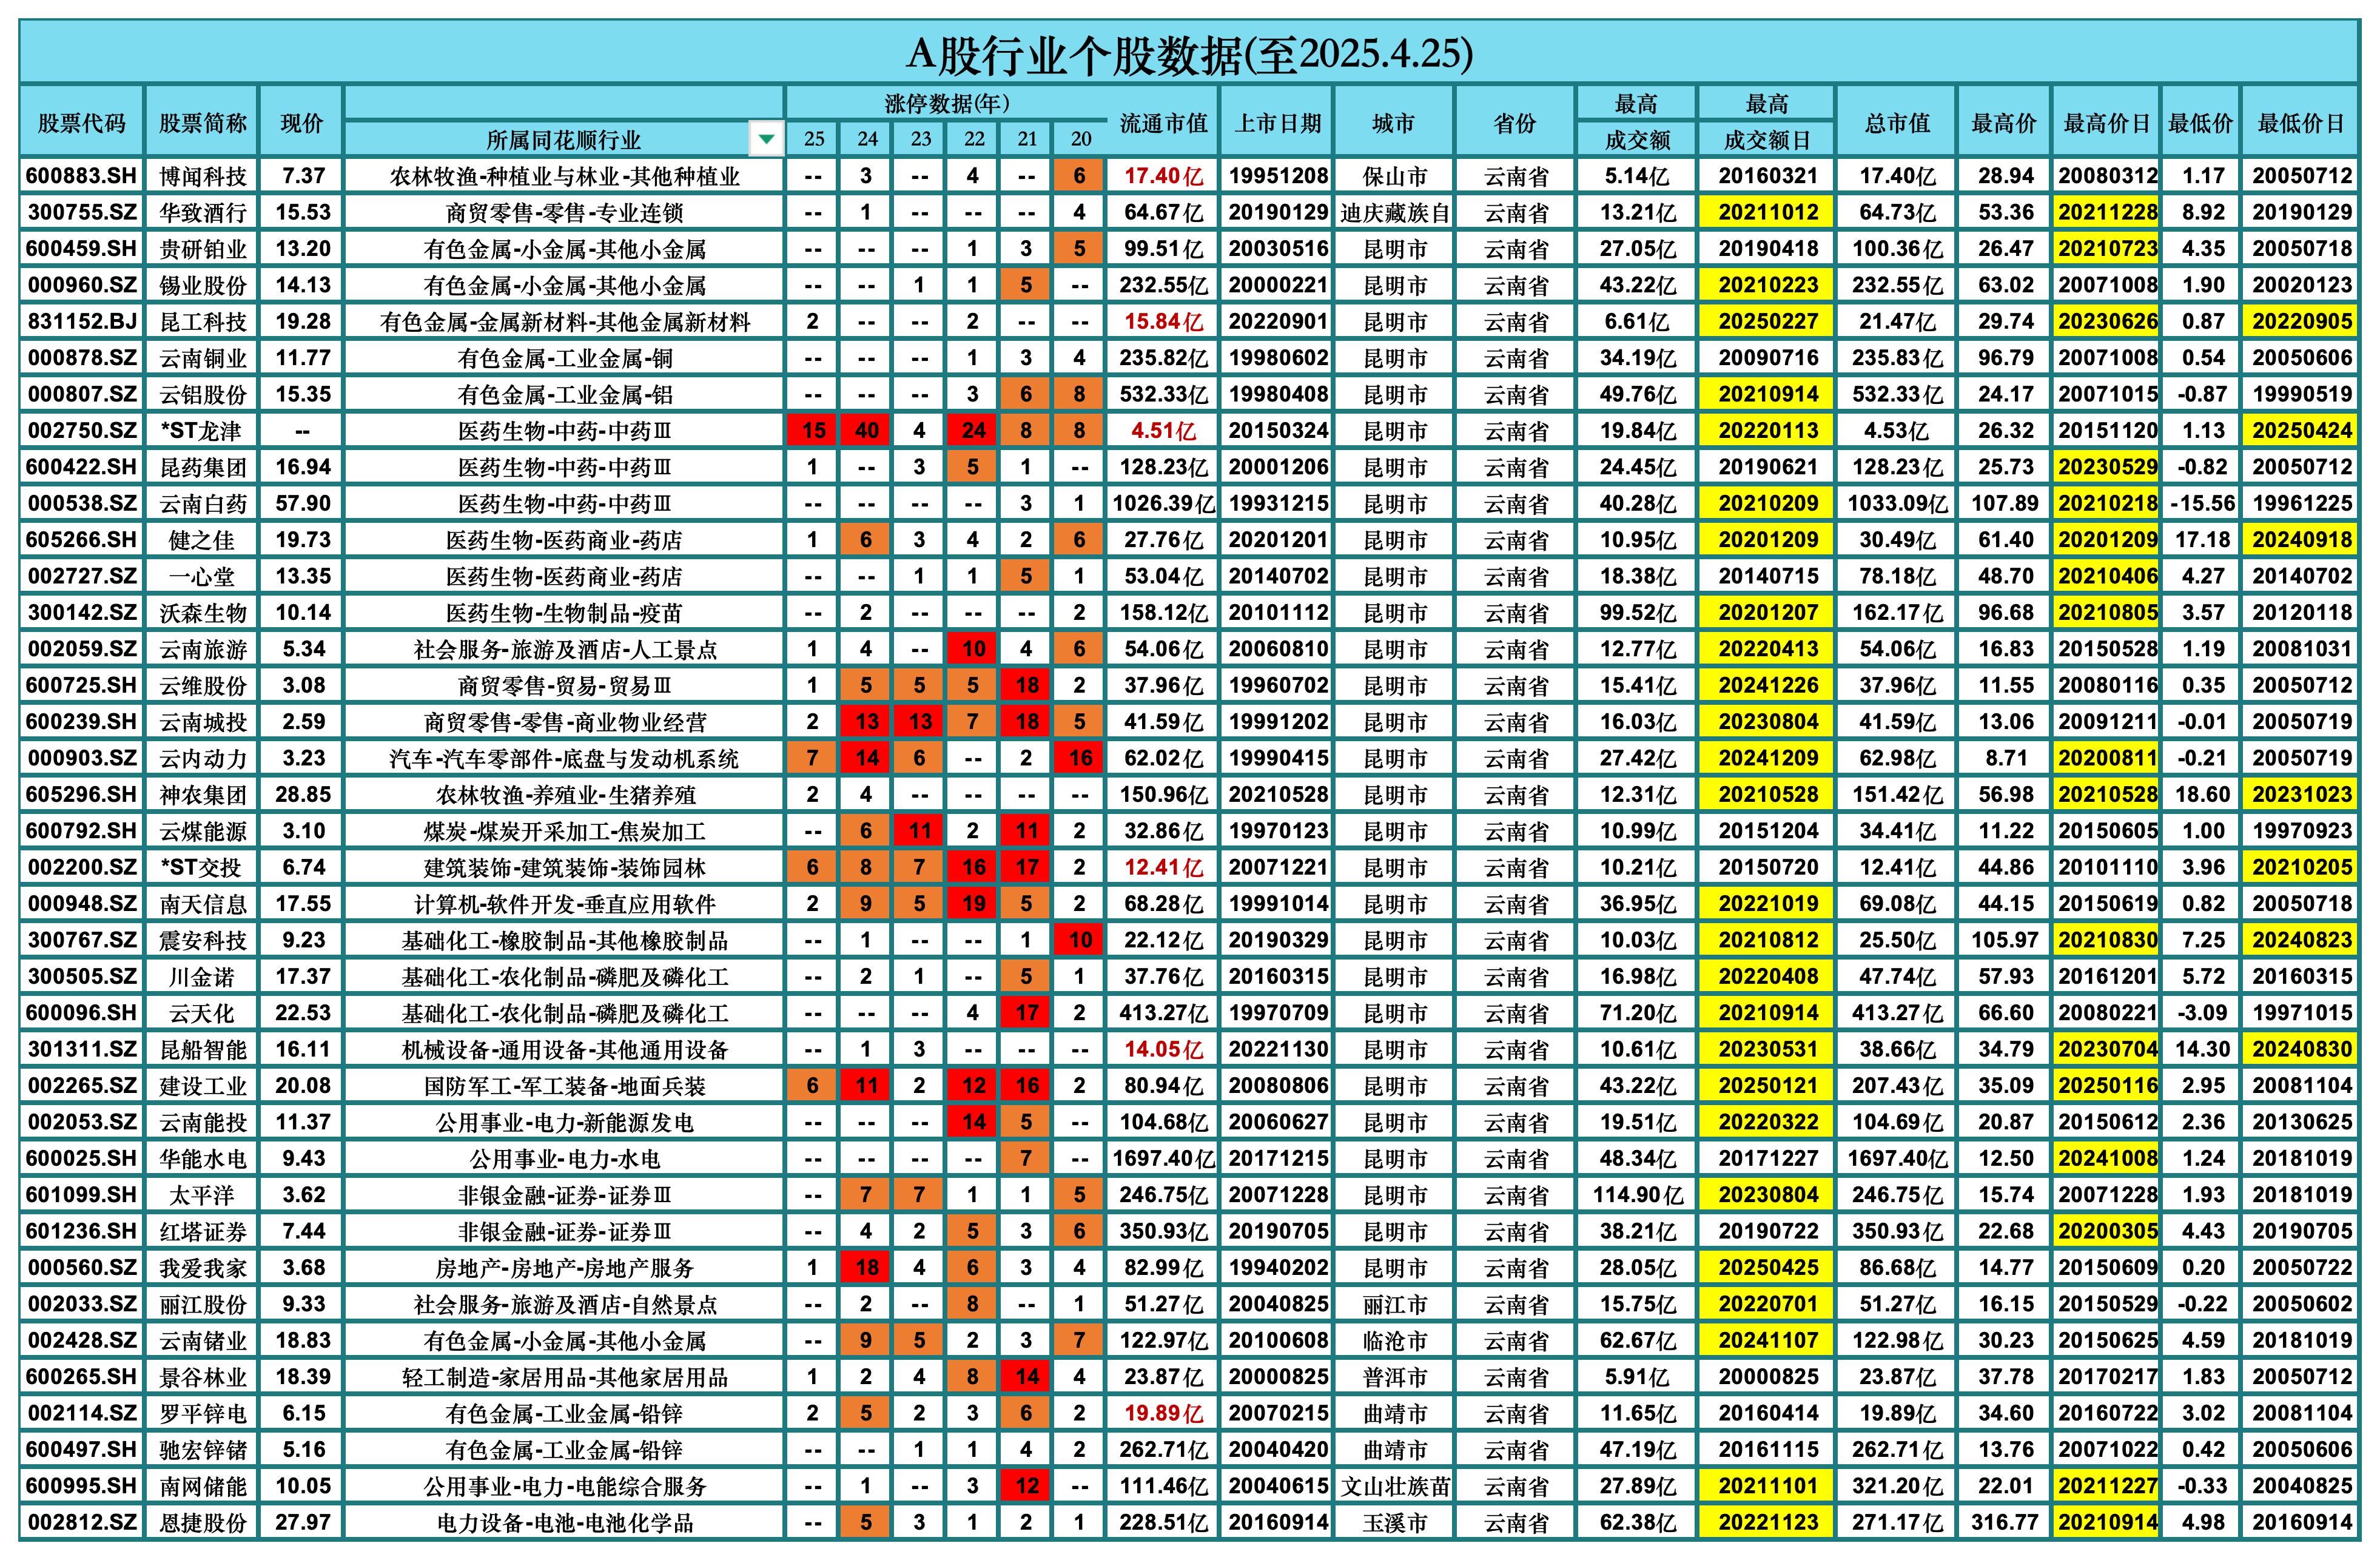 A股行业个股数据(至2025.4.25)
股票代码 股票简称 现价 所属同花顺行业 涨停数据(年) 25 24 23 22 21 20 流通市值 上市日期 城市 省份 最高成交额 最高成交额日 总市值 最高价 最高价日 最低价 最低价日
600883.SH 博闻科技 7.37 农林牧渔-种植业与林业-其他种植业 -- 3 -- 4 -- 6 17.40亿 19951208 保山市 云南省 5.14亿 20160321 17.40亿 28.94 20080312 1.17 20050712
300755.SZ 华致酒行 15.53 商贸零售-零售-专业连锁 -- 1 -- -- -- 4 64.67亿 20190129 迪庆藏族自 云南省 13.21亿 20211012 64.73亿 53.36 20211228 8.92 20190129
600459.SH 贵研铂业 13.20 有色金属-小金属-其他小金属 -- -- -- 1 3 5 99.51亿 20030516 昆明市 云南省 27.05亿 20190418 100.36亿 26.47 20210723 4.35 20050718
000960.SZ 锡业股份 14.13 有色金属-小金属-其他小金属 -- -- 1 1 5 -- 232.55亿 20000221 昆明市 云南省 43.22亿 20210223 232.55亿 63.02 20071008 1.90 20020123
831152.BJ 昆工科技 19.28 有色金属-金属新材料-其他金属新材料 2 -- -- 2 -- -- 15.84亿 20220901 昆明市 云南省 6.61亿 20250227 21.47亿 29.74 20230626 0.87 20220905
000878.SZ 云南铜业 11.77 有色金属-工业金属-铜 -- -- -- 1 3 4 235.82亿 19980602 昆明市 云南省 34.19亿 20090716 235.83亿 96.79 20071008 0.54 20050606
000807.SZ 云铝股份 15.35 有色金属-工业金属-铝 -- -- -- 3 6 8 532.33亿 19980408 昆明市 云南省 49.76亿 20210914 532.33亿 24.17 20071015 -0.87 19990519
002750.SZ *ST龙津 -- 医药生物-中药-中药Ⅲ 15 40 4 24 8 8 4.51亿 20150324 昆明市 云南省 19.84亿 20220113 4.53亿 26.32 20151120 1.13 20250424
600422.SH 昆药集团 16.94 医药生物-中药-中药Ⅲ 1 -- 3 5 1 -- 128.23亿 20001206 昆明市 云南省 24.45亿 20190621 128.23亿 25.73 20230529 -0.82 20050712
000538.SZ 云南白药 57.90 医药生物-中药-中药Ⅲ -- -- -- -- 3 1 1026.39亿 19931215 昆明市 云南省 40.28亿 20210209 1033.09亿 107.89 20210218 -15.56 19961225
605266.SH 健之佳 19.73 医药生物-医药商业-药店 1 6 3 4 2 6 27.76亿 20201201 昆明市 云南省 10.95亿 20201209 30.49亿 61.40 20201209 17.18 20240918
002727.SZ 一心堂 13.35 医药生物-医药商业-药店 -- -- 1 1 5 1 53.04亿 20140702 昆明市 云南省 18.38亿 20140715 78.18亿 48.70 20210406 4.27 20140702
300142.SZ 沃森生物 10.14 医药生物-生物制品-疫苗 -- 2 -- -- -- 2 158.12亿 20101112 昆明市 云南省 99.52亿 20201207 162.17亿 96.68 20210805 3.57 20120118
002059.SZ 云南旅游 5.34 社会服务-旅游及酒店-人工景点 1 4 -- 10 4 6 54.06亿 20060810 昆明市 云南省 12.77亿 20220413 54.06亿 16.83 20150528 1.19 20081031
600725.SH 云维股份 3.08 商贸零售-贸易-贸易Ⅲ 1 5 5 5 18 2 37.96亿 19960702 昆明市 云南省 15.41亿 20241226 37.96亿 11.55 20080116 0.35 20050712
600239.SH 云南城投 2.59 商贸零售-零售-商业物业经营 2 13 13 7 18 5 41.59亿 19991202 昆明市 云南省 16.03亿 20230804 41.59亿 13.06 20091211 -0.01 20050719
000903.SZ 云内动力 3.23 汽车-汽车零部件-底盘与发动机系统 7 14 6 -- 2 16 62.02亿 19990415 昆明市 云南省 27.42亿 20241209 62.98亿 8.71 20200811 -0.21 20050719
605296.SH 神农集团 28.85 农林牧渔-养殖业-生猪养殖 2 4 -- -- -- -- 150.96亿 20210528 昆明市 云南省 12.31亿 20210528 151.42亿 56.98 20210528 18.60 20231023
600792.SH 云煤能源 3.10 煤炭-煤炭开采加工-焦炭加工 -- 6 11 2 11 2 32.86亿 19970123 昆明市 云南省 10.99亿 20151204 34.41亿 11.22 20150605 1.00 19970923
002200.SZ *ST交投 6.74 建筑装饰-建筑装饰-装饰园林 6 8 7 16 17 2 12.41亿 20071221 昆明市 云南省 10.21亿 20150720 12.41亿 44.86 20101110 3.96 20210205
000948.SZ 南天信息 17.55 计算机-软件开发-垂直应用软件 2 9 5 19 5 2 68.28亿 19991014 昆明市 云南省 36.95亿 20221019 69.08亿 44.15 20150619 0.82 20050718
300767.SZ 震安科技 9.23 基础化工-橡胶制品-其他橡胶制品 -- 1 -- -- 1 10 22.12亿 20190329 昆明市 云南省 10.03亿 20210812 25.50亿 105.97 20210830 7.25 20240823
300505.SZ 川金诺 17.37 基础化工-农化制品-磷肥及磷化工 -- 2 1 -- 5 1 37.76亿 20160315 昆明市 云南省 16.98亿 20220408 47.74亿 57.93 20161201 5.72 20160315
600096.SH 云天化 22.53 基础化工-农化制品-磷肥及磷化工 -- -- -- 4 17 2 413.27亿 19970709 昆明市 云南省 71.20亿 20210914 413.27亿 66.60 20080221 -3.09 19971015
301311.SZ 昆船智能 16.11 机械设备-通用设备-其他通用设备 -- 1 3 -- -- -- 14.05亿 20221130 昆明市 云南省 10.61亿 20230531 38.66亿 34.79 20230704 14.30 20240830
002265.SZ 建设工业 20.08 国防军工-军工装备-地面兵装 6 11 2 12 16 2 80.94亿 20080806 昆明市 云南省 43.22亿 20250121 207.43亿 35.09 20250116 2.95 20081104
002053.SZ 云南能投 11.37 公用事业-电力-新能源发电 -- -- -- 14 5 -- 104.68亿 20060627 昆明市 云南省 19.51亿 20220322 104.69亿 20.87 20150612 2.36 20130625
600025.SH 华能水电 9.43 公用事业-电力-水电 -- -- -- -- 7 -- 1697.40亿 20171215 昆明市 云南省 48.34亿 20171227 1697.40亿 12.50 20241008 1.24 20181019
601099.SH 太平洋 3.62 非银金融-证券-证券Ⅲ -- 7 7 1 1 5 246.75亿 20071228 昆明市 云南省 114.90亿 20230804 246.75亿 15.74 20071228 1.93 20181019
601236.SH 红塔证券 7.44 非银金融-证券-证券Ⅲ -- 4 2 5 3 6 350.93亿 20190705 昆明市 云南省 38.21亿 20190722 350.93亿 22.68 20200305 4.43 20190705
000560.SZ 我爱我家 3.68 房地产-房地产-房地产服务 1 18 4 6 3 4 82.99亿 19940202 昆明市 云南省 28.05亿 20250425 86.68亿 14.77 20150609 0.20 20050722
002033.SZ 丽江股份 9.33 社会服务-旅游及酒店-自然景点 -- 2 -- 8 -- 1 51.27亿 20040825 丽江市 云南省 15.75亿 20220701 51.27亿 16.15 20150529 -0.22 20050602
002428.SZ 云南锗业 18.83 有色金属-小金属-其他小金属 -- 9 5 2 3 7 122.97亿 20100608 临沧市 云南省 62.67亿 20241107 122.98亿 30.23 20150625 4.59 20181019
600265.SH 景谷林业 18.39 轻工制造-家居用品-其他家居用品 1 2 4 8 14 4 23.87亿 20000825 普洱市 云南省 5.91亿 20000825 23.87亿 37.78 20170217 1.83 20050712
002114.SZ 罗平锌电 6.15 有色金属-工业金属-铅锌 2 5 2 3 6 2 19.89亿 20070215 曲靖市 云南省 11.65亿 20160414 19.89亿 34.60 20160722 3.02 20081104
600497.SH 驰宏锌锗 5.16 有色金属-工业金属-铅锌 -- -- 1 1 4 2 262.71亿 20040420 曲靖市 云南省 47.19亿 20161115 262.71亿 13.76 20071022 0.42 20050606
600995.SH 南网储能 10.05 公用事业-电力-电能综合服务 -- 1 -- 3 12 -- 111.46亿 20040615 文山壮族苗 云南省 27.89亿 20211101 321.20亿 22.01 20211227 -0.33 20040825
002812.SZ 恩捷股份 27.97 电力设备-电池-电池化学品 -- 5 3 1 2 1 228.51亿 20160914 玉溪市 云南省 62.38亿 20221123 271.17亿 316.77 20210914 4.98 20160914